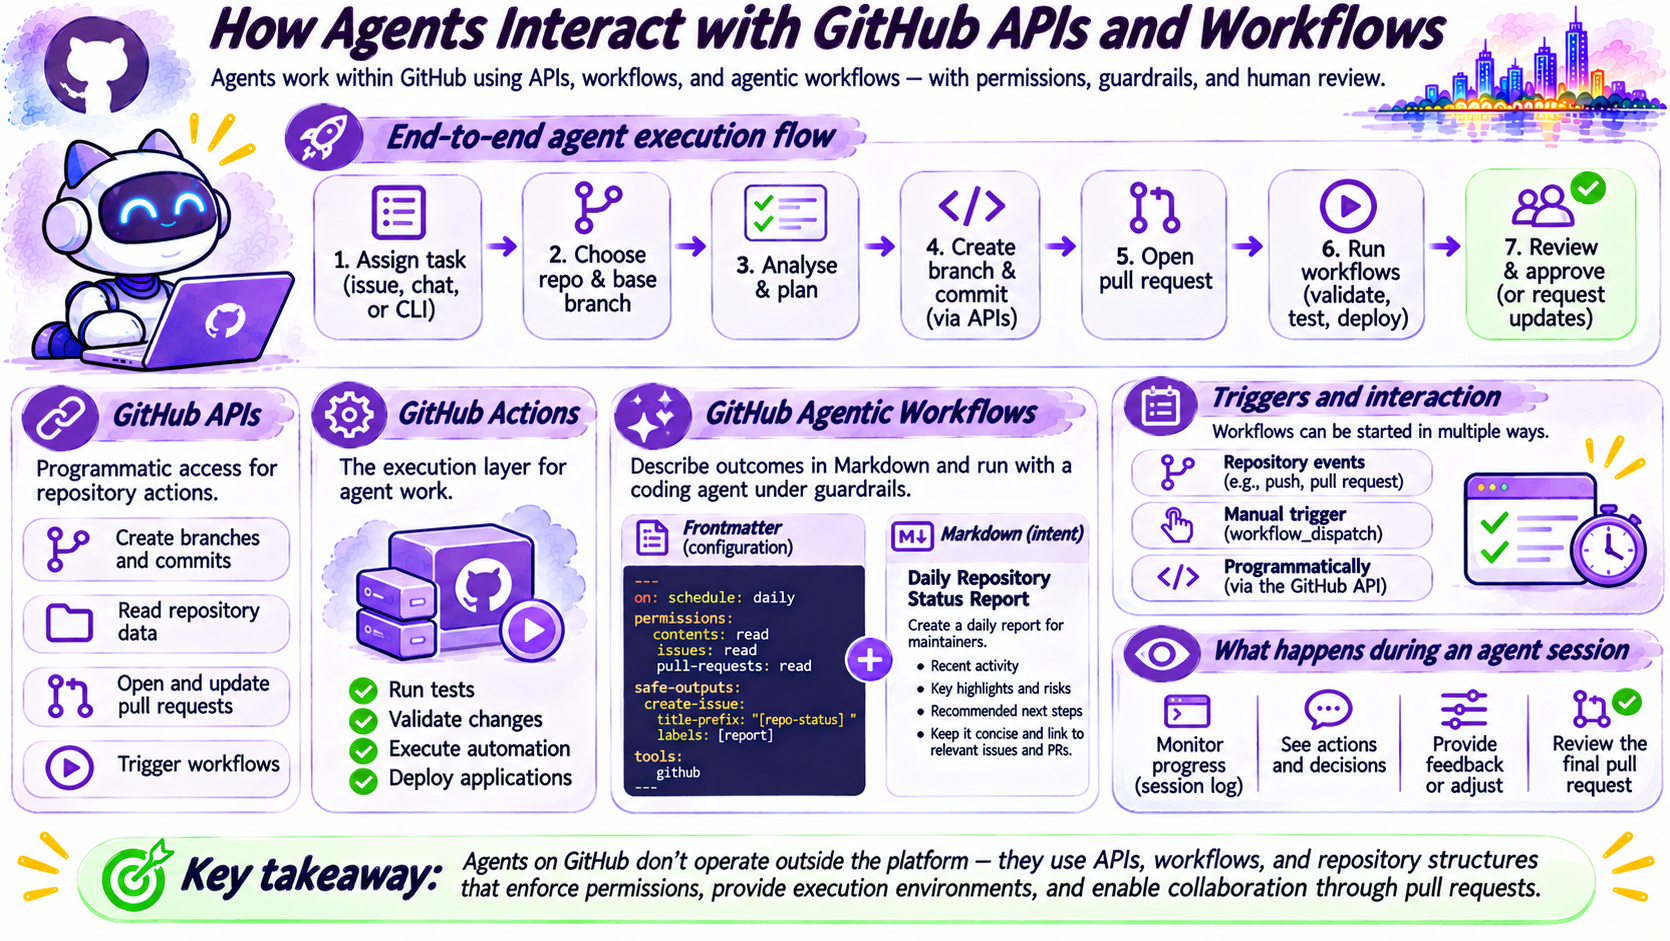 How Agents Interact with GitHub APIs and Workflows
Agents work within GitHub using APIs, workflows, and agentic workflows — with permissions, guardrails, and human review.
End-to-end agent execution flow
1. Assign task
(issue, chat,
or CLI)
2. Choose
repo & base
branch
3. Analyse
& plan
4. Create
branch &
commit
(via APIs)
5. Open
pull request
6. Run
workflows
(validate,
test, deploy)
7. Review
& approve
(or request
updates)
GitHub APIs
Programmatic access for
repository actions.
Create branches
and commits
Read repository
data
Open and update
pull requests
Trigger workflows
GitHub Actions
The execution layer for
agent work.
Run tests
Validate changes
Execute automation
Deploy applications
GitHub Agentic Workflows
Describe outcomes in Markdown and run with a
coding agent under guardrails.
Frontmatter
(configuration)
---
on: schedule: daily
permissions:
contents: read
issues: read
pull-requests: read
safe-outputs:
create-issue:
title-prefix: "[repo-status] "
labels: [report]
tools:
github
---
M↓
Markdown (intent)
Daily Repository
Status Report
Create a daily report for
maintainers.
• Recent activity
• Key highlights and risks
• Recommended next steps
• Keep it concise and link to
relevant issues and PRs.
Triggers and interaction
Workflows can be started in multiple ways.
Repository events
(e.g., push, pull request)
Manual trigger
(workflow_dispatch)
Programmatically
(via the GitHub API)
What happens during an agent session
Monitor
progress
(session log)
See actions
and decisions
Provide
feedback
or adjust
Review the
final pull
request
Key takeaway:
Agents on GitHub don't operate outside the platform — they use APIs, workflows, and repository structures
that enforce permissions, provide execution environments, and enable collaboration through pull requests.